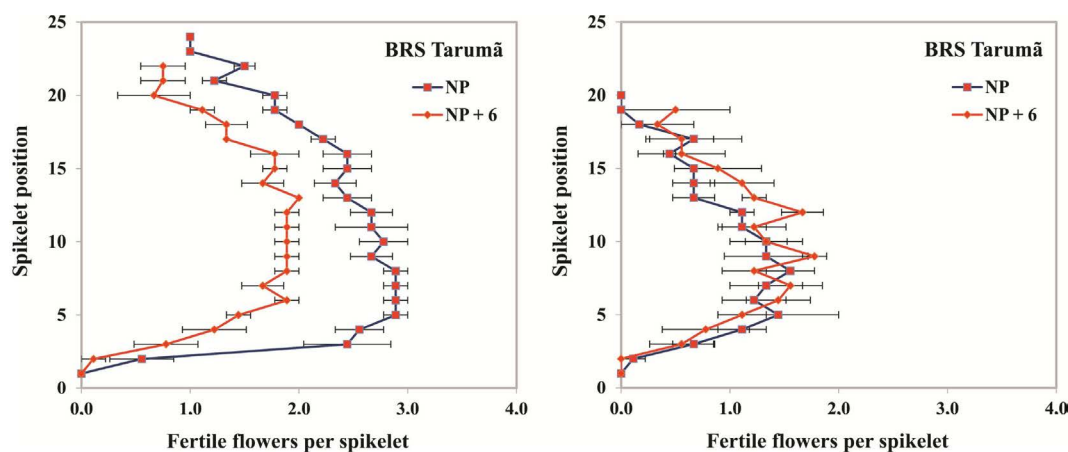 BRS Tarumã
NP
NP + 6
25
20
15
10
5
0
Spikelet position
0.0 1.0 2.0 3.0 4.0
Fertile flowers per spikelet
BRS Tarumã
NP
NP + 6
25
20
15
10
5
0
Spikelet position
0.0 1.0 2.0 3.0 4.0
Fertile flowers per spikelet